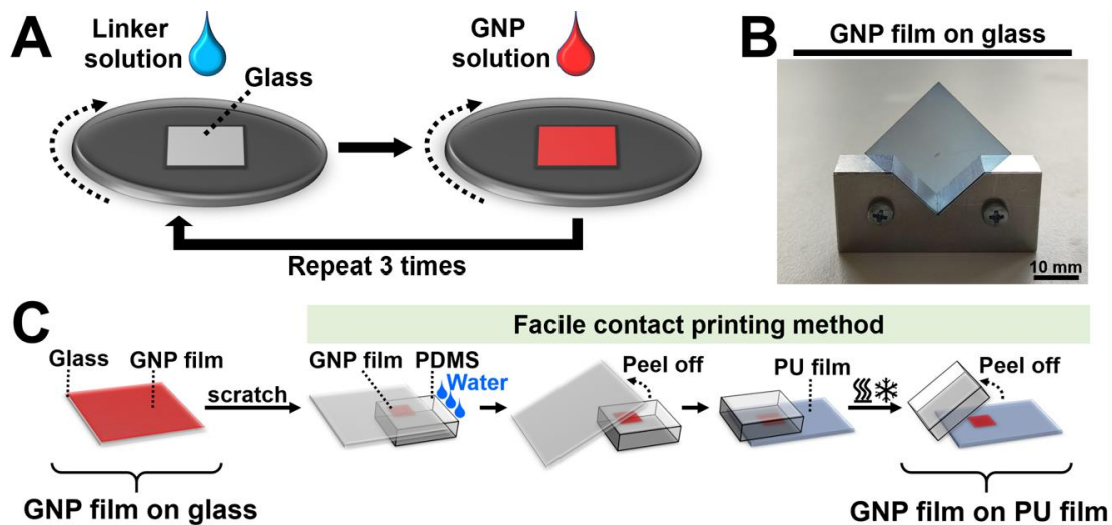 A
Linker
solution
Glass
GNP
solution
Repeat 3 times
B
GNP film on glass
10 mm
C
Facile contact printing method
Glass
GNP film
scratch
GNP film
PDMS
Water
Peel off
PU film
Peel off
GNP film on glass
GNP film on PU film